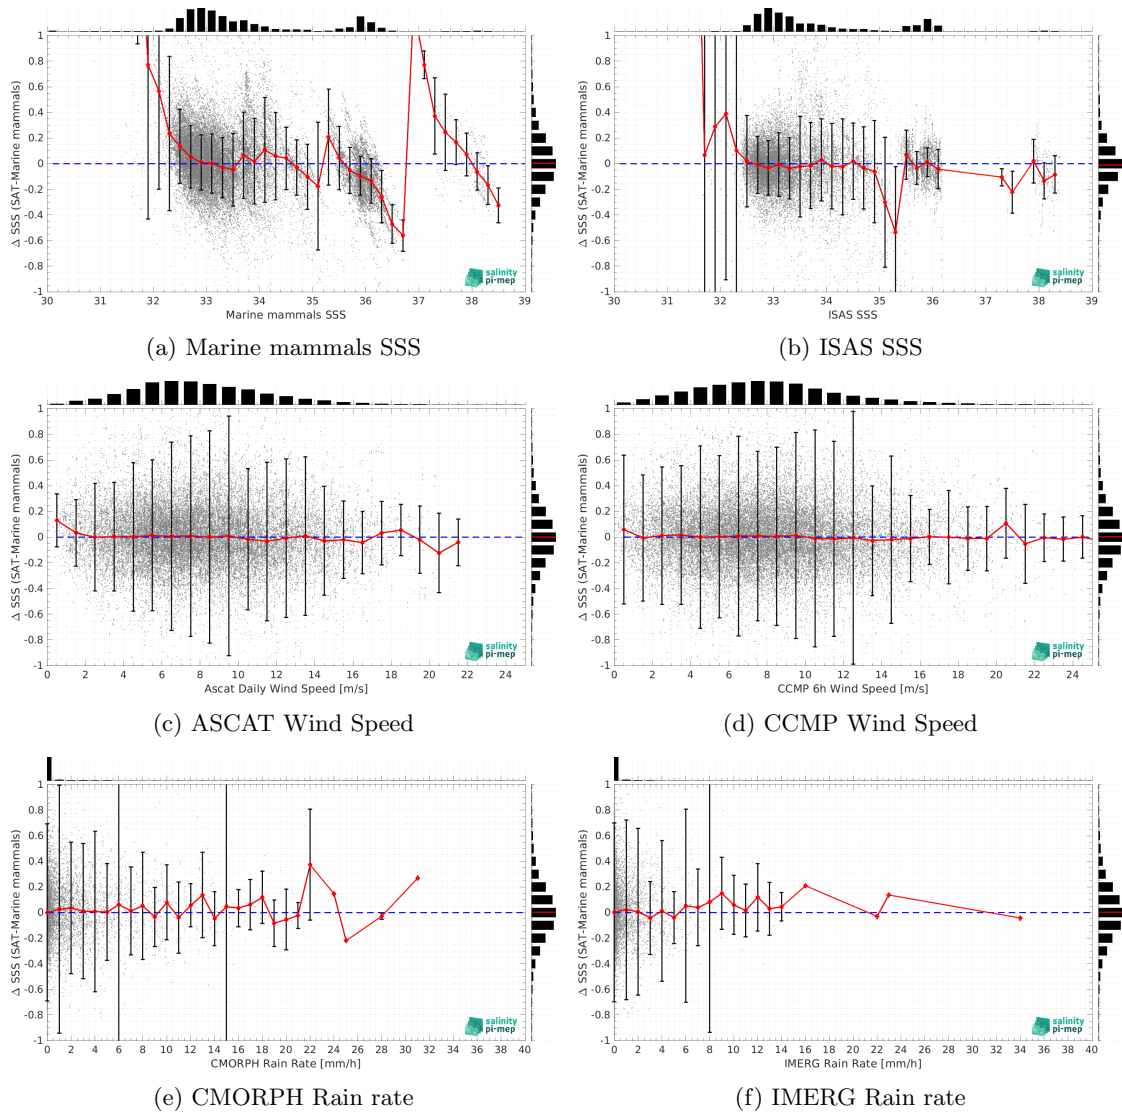 Δ SSS (SAT-Marine mammals)
1
0.8
0.6
0.4
0.2
0
-0.2
-0.4
-0.6
-0.8
-1
30 31 32 33 34 35 36 37 38 39
Marine mammals SSS
salinity
pi-mep
(a) Marine mammals SSS
Δ SSS (SAT-Marine mammals)
1
0.8
0.6
0.4
0.2
0
-0.2
-0.4
-0.6
-0.8
-1
30 31 32 33 34 35 36 37 38 39
ISAS SSS
salinity
pi-mep
(b) ISAS SSS
Δ SSS (SAT-Marine mammals)
1
0.8
0.6
0.4
0.2
0
-0.2
-0.4
-0.6
-0.8
-1
0 2 4 6 8 10 12 14 16 18 20 22 24
Ascat Daily Wind Speed [m/s]
salinity
pi-mep
(c) ASCAT Wind Speed
Δ SSS (SAT-Marine mammals)
1
0.8
0.6
0.4
0.2
0
-0.2
-0.4
-0.6
-0.8
-1
0 2 4 6 8 10 12 14 16 18 20 22 24
CCMP 6h Wind Speed [m/s]
salinity
pi-mep
(d) CCMP Wind Speed
Δ SSS (SAT-Marine mammals)
1
0.8
0.6
0.4
0.2
0
-0.2
-0.4
-0.6
-0.8
-1
0 2 4 6 8 10 12 14 16 18 20 22 24 26 28 30 32 34 36 38 40
CMORPH Rain Rate [mm/h]
salinity
pi-mep
(e) CMORPH Rain rate
Δ SSS (SAT-Marine mammals)
1
0.8
0.6
0.4
0.2
0
-0.2
-0.4
-0.6
-0.8
-1
0 2 4 6 8 10 12 14 16 18 20 22 24 26 28 30 32 34 36 38 40
IMERG Rain Rate [mm/h]
salinity
pi-mep
(f) IMERG Rain rate